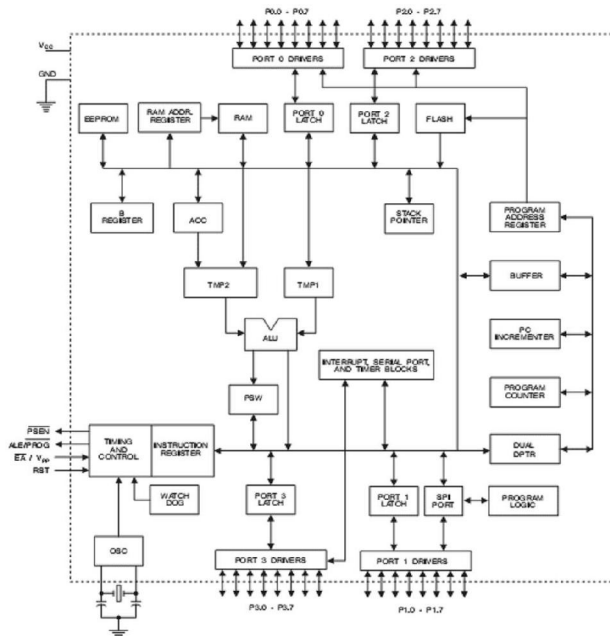 P0.0 - P0.7
P2.0 - P2.7
VCC
PORT 0 DRIVERS
PORT 2 DRIVERS
GND
EEPROM
RAM ADDR.
REGISTER
RAM
PORT 0
LATCH
PORT 2
LATCH
FLASH
B
REGISTER
ACC
STACK
POINTER
PROGRAM
ADDRESS
REGISTER
BUFFER
TMP2
TMP1
PC
INCREMENTER
ALU
INTERRUPT, SERIAL PORT,
AND TIMER BLOCKS
PROGRAM
COUNTER
PSW
PSEN
ALE/PROG
EA / VPP
RST
TIMING
AND
CONTROL
INSTRUCTION
REGISTER
DUAL
DPTR
WATCH
DOG
PORT 3
LATCH
PORT 1
LATCH
SPI
PORT
PROGRAM
LOGIC
OSC
PORT 3 DRIVERS
PORT 1 DRIVERS
P3.0 - P3.7
P1.0 - P1.7